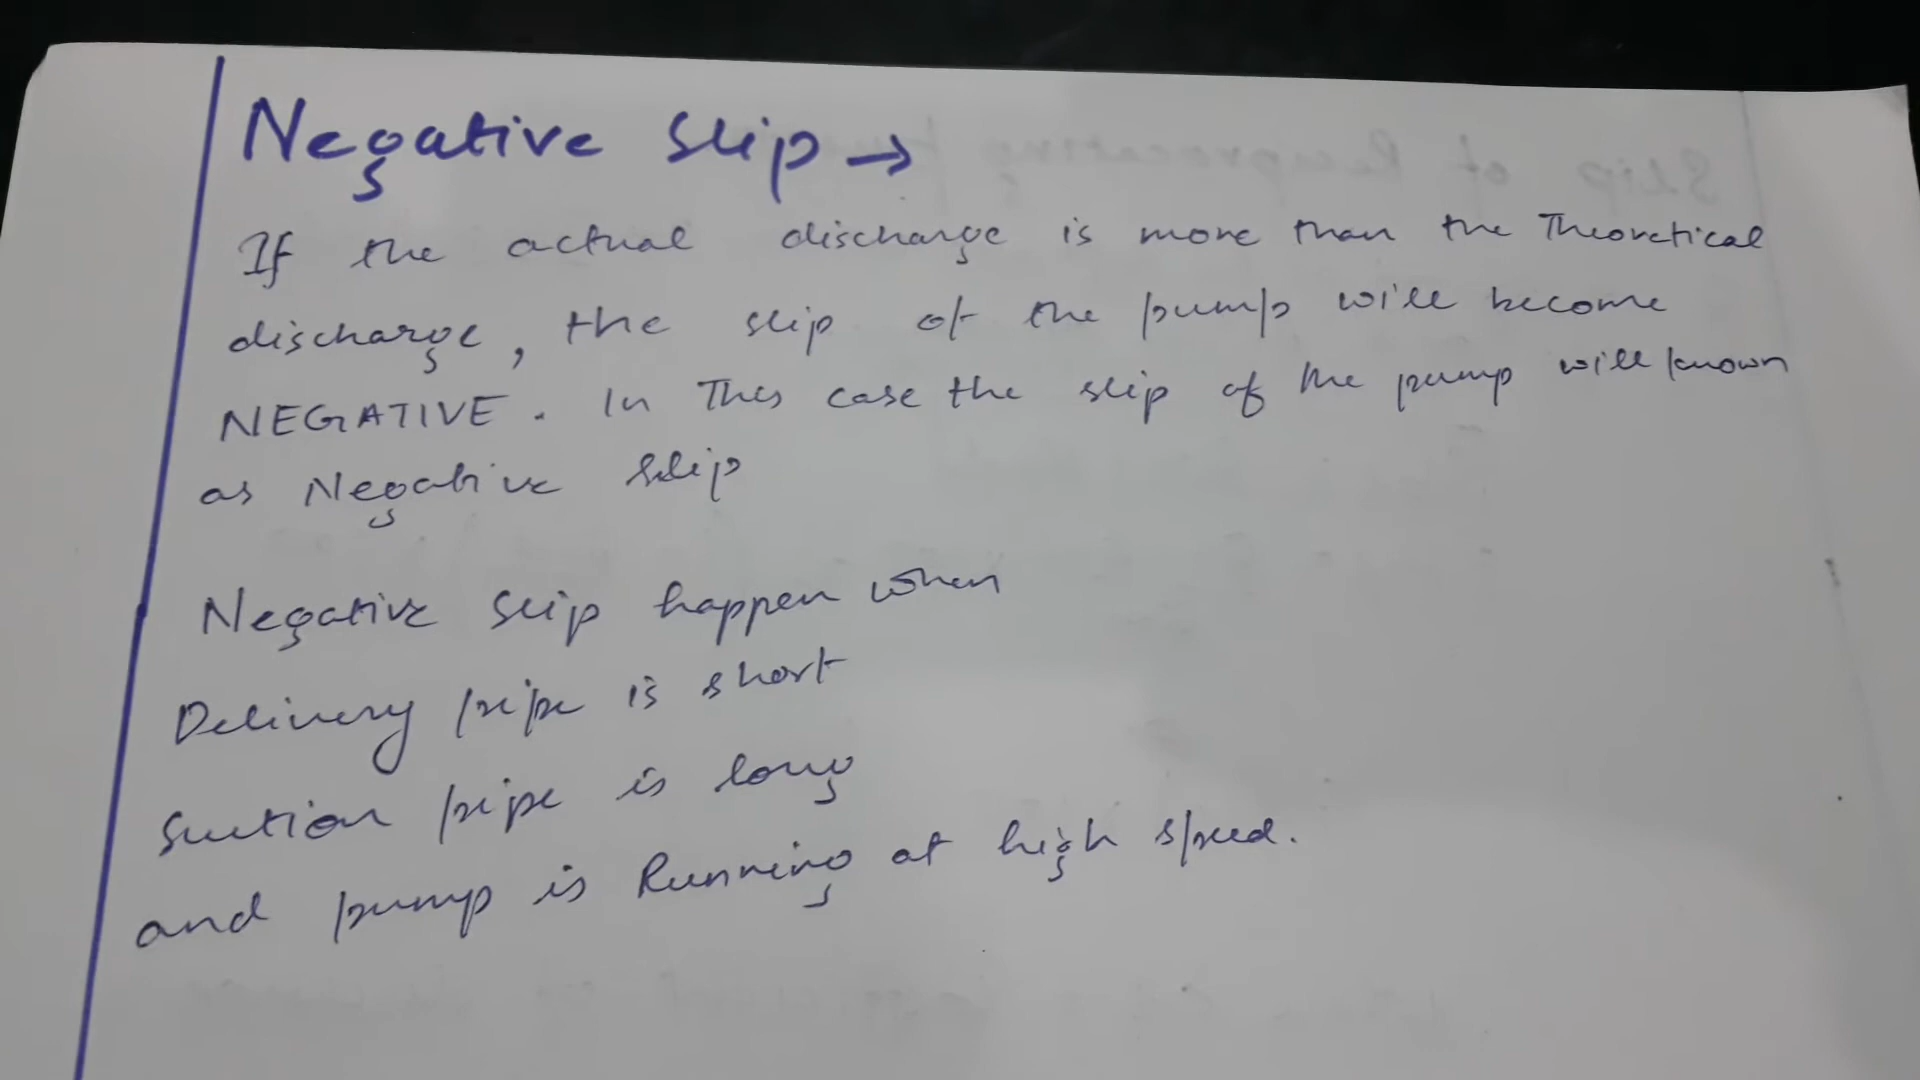 Negative Slip →
If the actual discharge is more than the Theoretical
discharge, the slip of the pump will become
NEGATIVE. In This case the slip of the pump will known
as Negative Slip
Negative Slip happen when
Delivery pipe is short
Suction pipe is long
and pump is Running at high speed.